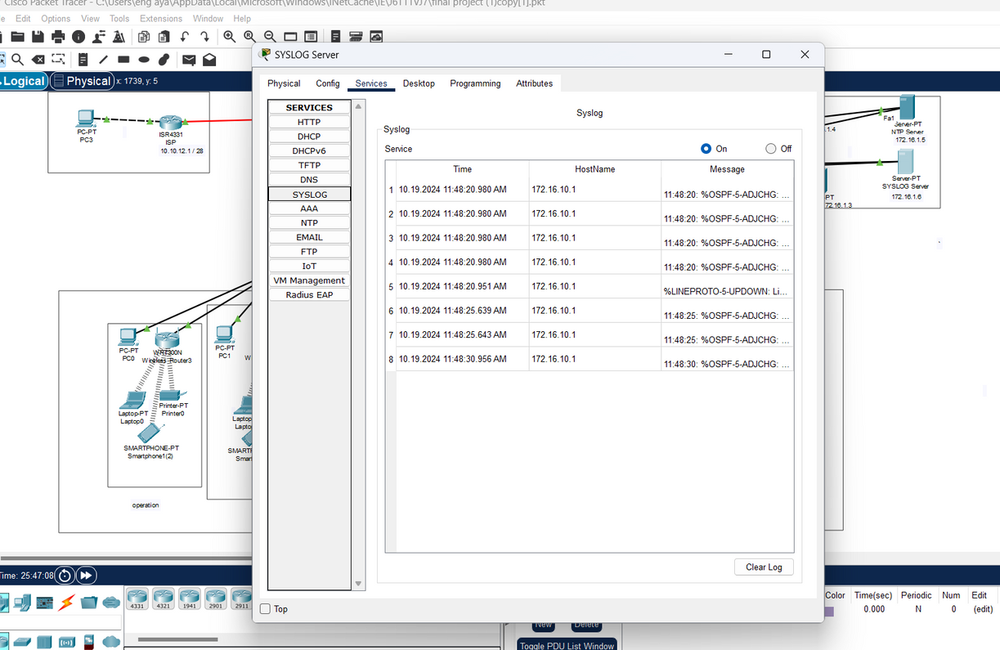 Cisco Packet Tracer - C:\Users\eng aya\AppData\Local\Microsoft\Windows\INetCache\IE\J6T1TVJ7\final project (1)copy[1].pkt
Edit Options View Tools Extensions Window Help
Logical Physical x: 1739, y: 5
PC-PT
PC3
ISR4331
ISP
10.10.12.1 / 28
SYSLOG Server
Physical Config Services Desktop Programming Attributes
SERVICES
HTTP
DHCP
DHCPv6
TFTP
DNS
SYSLOG
AAA
NTP
EMAIL
FTP
IoT
VM Management
Radius EAP
Syslog
Syslog
Service On Off
Time HostName Message
1 10.19.2024 11:48:20.980 AM 172.16.10.1 11:48:20: %OSPF-5-ADJCHG: ...
2 10.19.2024 11:48:20.980 AM 172.16.10.1 11:48:20: %OSPF-5-ADJCHG: ...
3 10.19.2024 11:48:20.980 AM 172.16.10.1 11:48:20: %OSPF-5-ADJCHG: ...
4 10.19.2024 11:48:20.980 AM 172.16.10.1 11:48:20: %OSPF-5-ADJCHG: ...
5 10.19.2024 11:48:20.951 AM 172.16.10.1 %LINEPROTO-5-UPDOWN: Li...
6 10.19.2024 11:48:25.639 AM 172.16.10.1 11:48:25: %OSPF-5-ADJCHG: ...
7 10.19.2024 11:48:25.643 AM 172.16.10.1 11:48:25: %OSPF-5-ADJCHG: ...
8 10.19.2024 11:48:30.956 AM 172.16.10.1 11:48:30: %OSPF-5-ADJCHG: ...
Clear Log
Top
Fa1
.1.4
Server-PT
NTP Server
172.16.1.5
Server-PT
SYSLOG Server
172.16.1.6
PT
72.16.1.3
PC-PT
PC0
WRT300N
Wireless Router3
PC-PT
PC1
W
Laptop-PT
Laptop0
Printer-PT
Printer0
SMARTPHONE-PT
Smartphone1(2)
Laptop
Lapto
SMART
Smar
operation
Time: 25:47:08
4331 4321 1941 2901 2911
Color Time(sec) Periodic Num Edit
0.000 N 0 (edit)
New Delete
Toggle PDU List Window